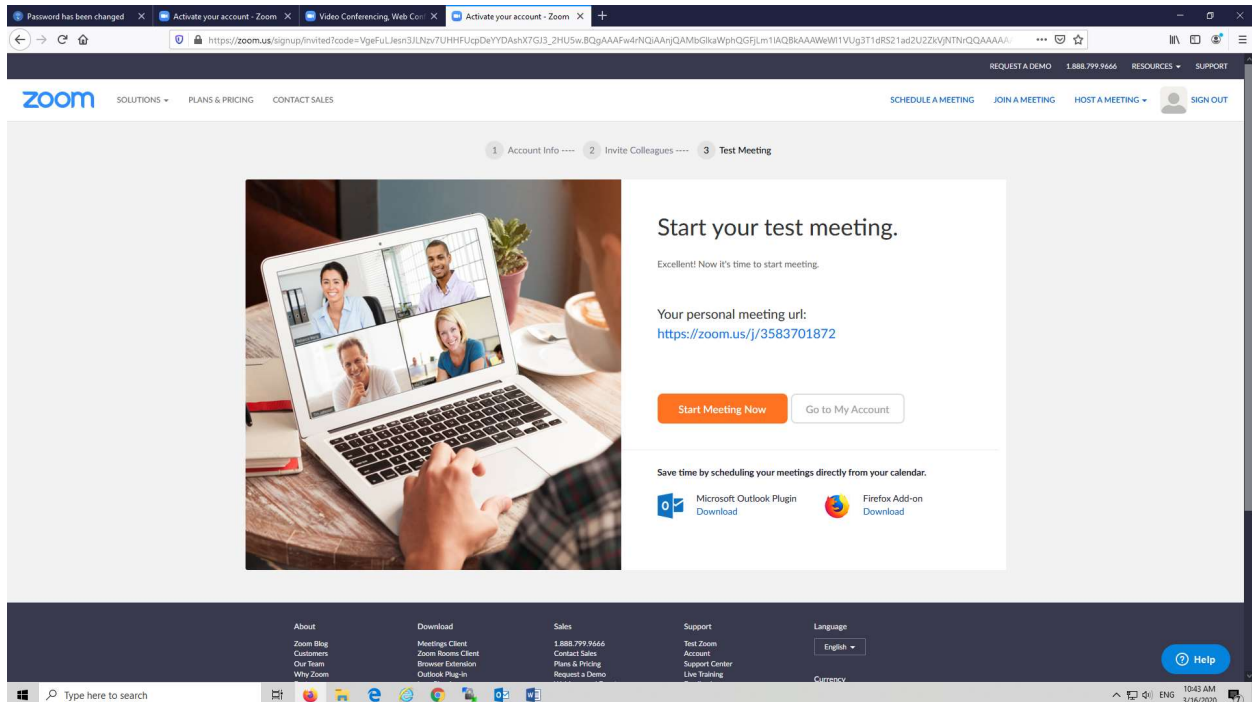 Password has been changed
Activate your account - Zoom
Video Conferencing, Web Conf
Activate your account - Zoom
https://zoom.us/signup/invited?code=
REQUEST A DEMO 1.888.799.9666 RESOURCES SUPPORT
zoom SOLUTIONS PLANS & PRICING CONTACT SALES SCHEDULE A MEETING JOIN A MEETING HOST A MEETING SIGN OUT
1 Account Info ---- 2 Invite Colleagues ---- 3 Test Meeting
Start your test meeting.
Excellent! Now it's time to start meeting.
Your personal meeting url:
https://zoom.us/j/3583701872
Start Meeting Now Go to My Account
Save time by scheduling your meetings directly from your calendar.
Microsoft Outlook Plugin
Download
Firefox Add-on
Download
About
Zoom Blog
Customers
Our Team
Why Zoom
Download
Meetings Client
Zoom Rooms Client
Browser Extension
Outlook Plug-in
Sales
1.888.799.9666
Contact Sales
Plans & Pricing
Request a Demo
Support
Test Zoom
Account
Support Center
Live Training
Language
English
Currency
Help
Type here to search
ENG
10:43 AM
3/16/2020